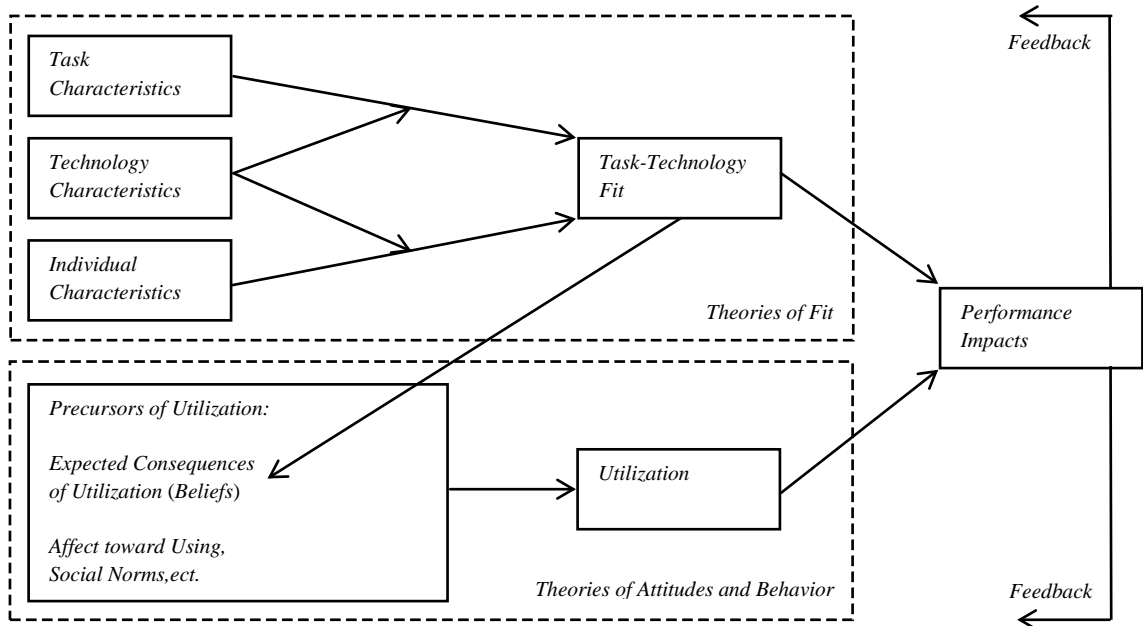 Feedback
Task
Characteristics
Technology
Characteristics
Task-Technology
Fit
Individual
Characteristics
Theories of Fit
Performance
Impacts
Precursors of Utilization:
Expected Consequences
of Utilization (Beliefs)
Utilization
Affect toward Using,
Social Norms,ect.
Theories of Attitudes and Behavior
Feedback